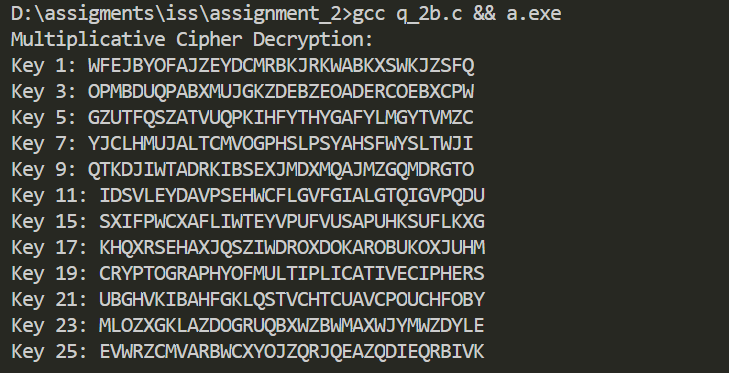 D:\assigments\iss\assignment_2>gcc q_2b.c && a.exe
Multiplicative Cipher Decryption:
Key 1: WFEJBYOFAJZEYDCMRBKJRKWABKXSWKJZSFQ
Key 3: OPMBDUQPABXMUJGKZDEBZEOADERCOEBXCPW
Key 5: GZUTFQSZATVUQPKIHFYTHYGAFYLMGYTVMZC
Key 7: YJCLHMUJALTCMVOGPHSLPSYAHSFWYSLTWJI
Key 9: QTKDJIWTADRKIBSEXJMDXMQAJMZGQMDRGTO
Key 11: IDSVLEYDAVPSEHWCFLGVFGIALGTQIGVPQDU
Key 15: SXIFPWCXAFLIWTEYVPUFVUSAPUHKSUFLKXG
Key 17: KHQXRSEHAXJQSZIWDROXDOKAROBUKOXJUHM
Key 19: CRYPTOGRAPHYOFMULTIPLICATIVECIPHERS
Key 21: UBGHVKIBAHFGKLQSTVCHTCUAVCPOUCHFOBY
Key 23: MLOZXGKLAZDOGRUQBXWZBWMAXWJYMWZDYLE
Key 25: EVWRZCMVARBWCXYOJZQRJQEAZQDIEQRBIVK